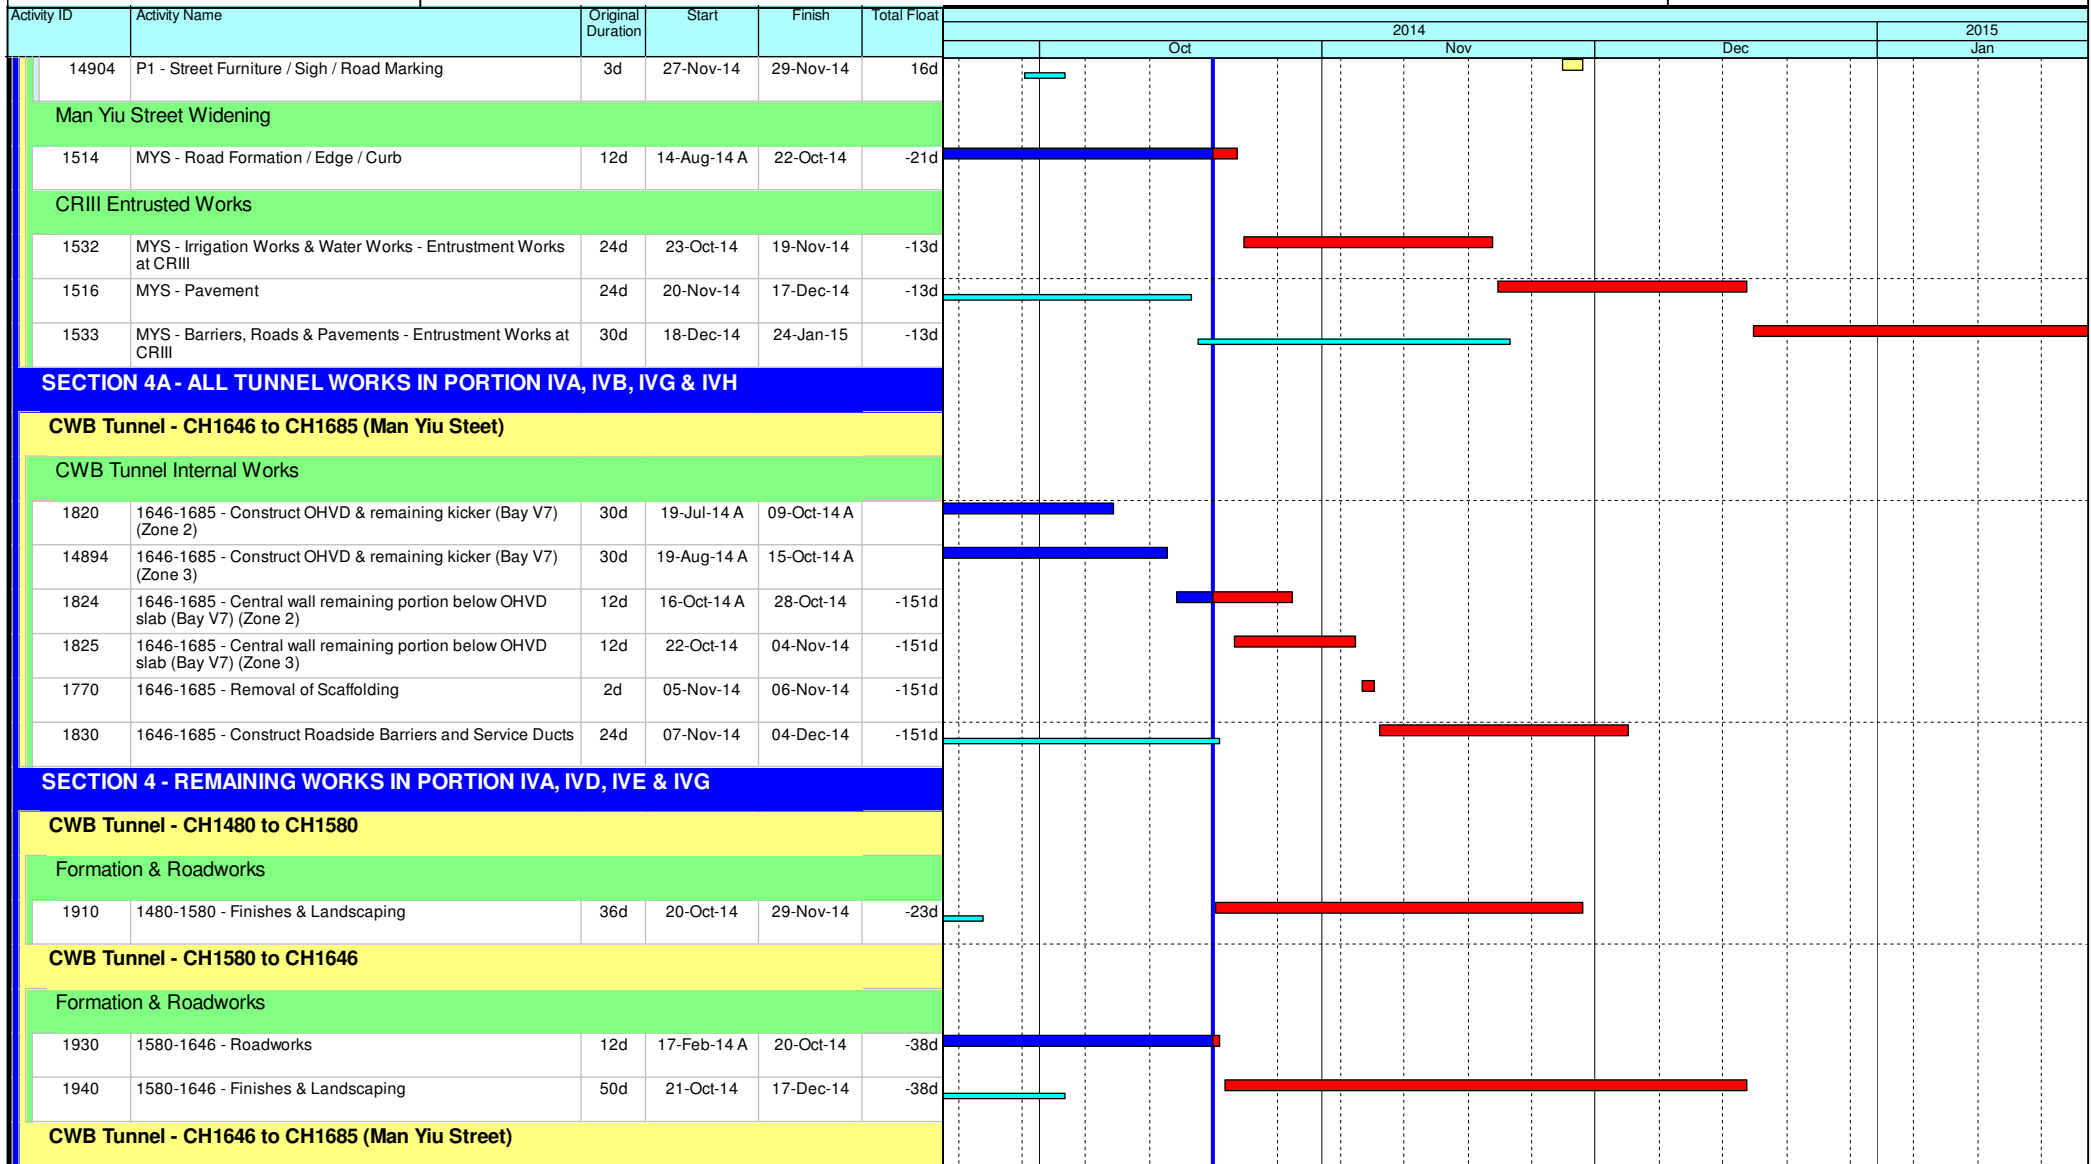 Activity ID Activity Name Original Duration Start Finish Total Float
2014 2015
Oct Nov Dec Jan
14904 P1 - Street Furniture / Sigh / Road Marking 3d 27-Nov-14 29-Nov-14 16d
Man Yiu Street Widening
1514 MYS - Road Formation / Edge / Curb 12d 14-Aug-14 A 22-Oct-14 -21d
CRIII Entrusted Works
1532 MYS - Irrigation Works & Water Works - Entrustment Works at CRIII 24d 23-Oct-14 19-Nov-14 -13d
1516 MYS - Pavement 24d 20-Nov-14 17-Dec-14 -13d
1533 MYS - Barriers, Roads & Pavements - Entrustment Works at CRIII 30d 18-Dec-14 24-Jan-15 -13d
SECTION 4A - ALL TUNNEL WORKS IN PORTION IVA, IVB, IVG & IVH
CWB Tunnel - CH1646 to CH1685 (Man Yiu Steet)
CWB Tunnel Internal Works
1820 1646-1685 - Construct OHVD & remaining kicker (Bay V7) (Zone 2) 30d 19-Jul-14 A 09-Oct-14 A
14894 1646-1685 - Construct OHVD & remaining kicker (Bay V7) (Zone 3) 30d 19-Aug-14 A 15-Oct-14 A
1824 1646-1685 - Central wall remaining portion below OHVD slab (Bay V7) (Zone 2) 12d 16-Oct-14 A 28-Oct-14 -151d
1825 1646-1685 - Central wall remaining portion below OHVD slab (Bay V7) (Zone 3) 12d 22-Oct-14 04-Nov-14 -151d
1770 1646-1685 - Removal of Scaffolding 2d 05-Nov-14 06-Nov-14 -151d
1830 1646-1685 - Construct Roadside Barriers and Service Ducts 24d 07-Nov-14 04-Dec-14 -151d
SECTION 4 - REMAINING WORKS IN PORTION IVA, IVD, IVE & IVG
CWB Tunnel - CH1480 to CH1580
Formation & Roadworks
1910 1480-1580 - Finishes & Landscaping 36d 20-Oct-14 29-Nov-14 -23d
CWB Tunnel - CH1580 to CH1646
Formation & Roadworks
1930 1580-1646 - Roadworks 12d 17-Feb-14 A 20-Oct-14 -38d
1940 1580-1646 - Finishes & Landscaping 50d 21-Oct-14 17-Dec-14 -38d
CWB Tunnel - CH1646 to CH1685 (Man Yiu Street)